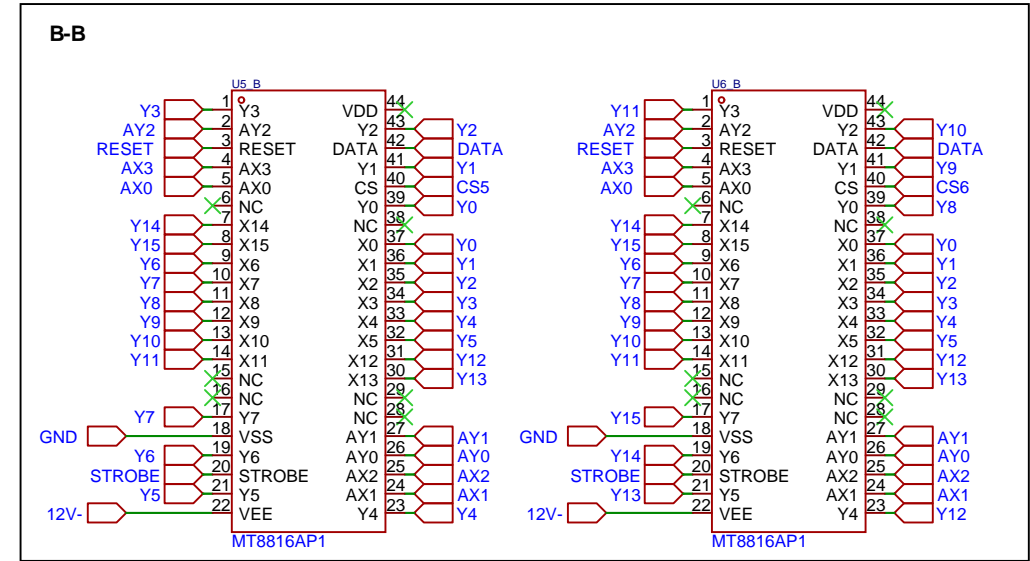 B-B
U5_B
Y3 1 Y3 VDD 44
AY2 2 AY2 Y2 43 Y2
RESET 3 RESET DATA 42 DATA
AX3 4 AX3 Y1 41 Y1
AX0 5 AX0 CS 40 CS5
6 NC Y0 39 Y0
Y14 7 X14 NC 38
Y15 8 X15 X0 37 Y0
Y6 9 X6 X1 36 Y1
Y7 10 X7 X2 35 Y2
Y8 11 X8 X3 34 Y3
Y9 12 X9 X4 33 Y4
Y10 13 X10 X5 32 Y5
Y11 14 X11 X12 31 Y12
15 NC X13 30 Y13
16 NC NC 29
Y7 17 Y7 NC 28
GND 18 VSS AY1 27 AY1
Y6 19 Y6 AY0 26 AY0
STROBE 20 STROBE AX2 25 AX2
Y5 21 Y5 AX1 24 AX1
12V- 22 VEE Y4 23 Y4
MT8816AP1
U6_B
Y11 1 Y3 VDD 44
AY2 2 AY2 Y2 43 Y10
RESET 3 RESET DATA 42 DATA
AX3 4 AX3 Y1 41 Y9
AX0 5 AX0 CS 40 CS6
6 NC Y0 39 Y8
Y14 7 X14 NC 38
Y15 8 X15 X0 37 Y0
Y6 9 X6 X1 36 Y1
Y7 10 X7 X2 35 Y2
Y8 11 X8 X3 34 Y3
Y9 12 X9 X4 33 Y4
Y10 13 X10 X5 32 Y5
Y11 14 X11 X12 31 Y12
15 NC X13 30 Y13
16 NC NC 29
Y15 17 Y7 NC 28
GND 18 VSS AY1 27 AY1
Y14 19 Y6 AY0 26 AY0
STROBE 20 STROBE AX2 25 AX2
Y13 21 Y5 AX1 24 AX1
12V- 22 VEE Y4 23 Y12
MT8816AP1